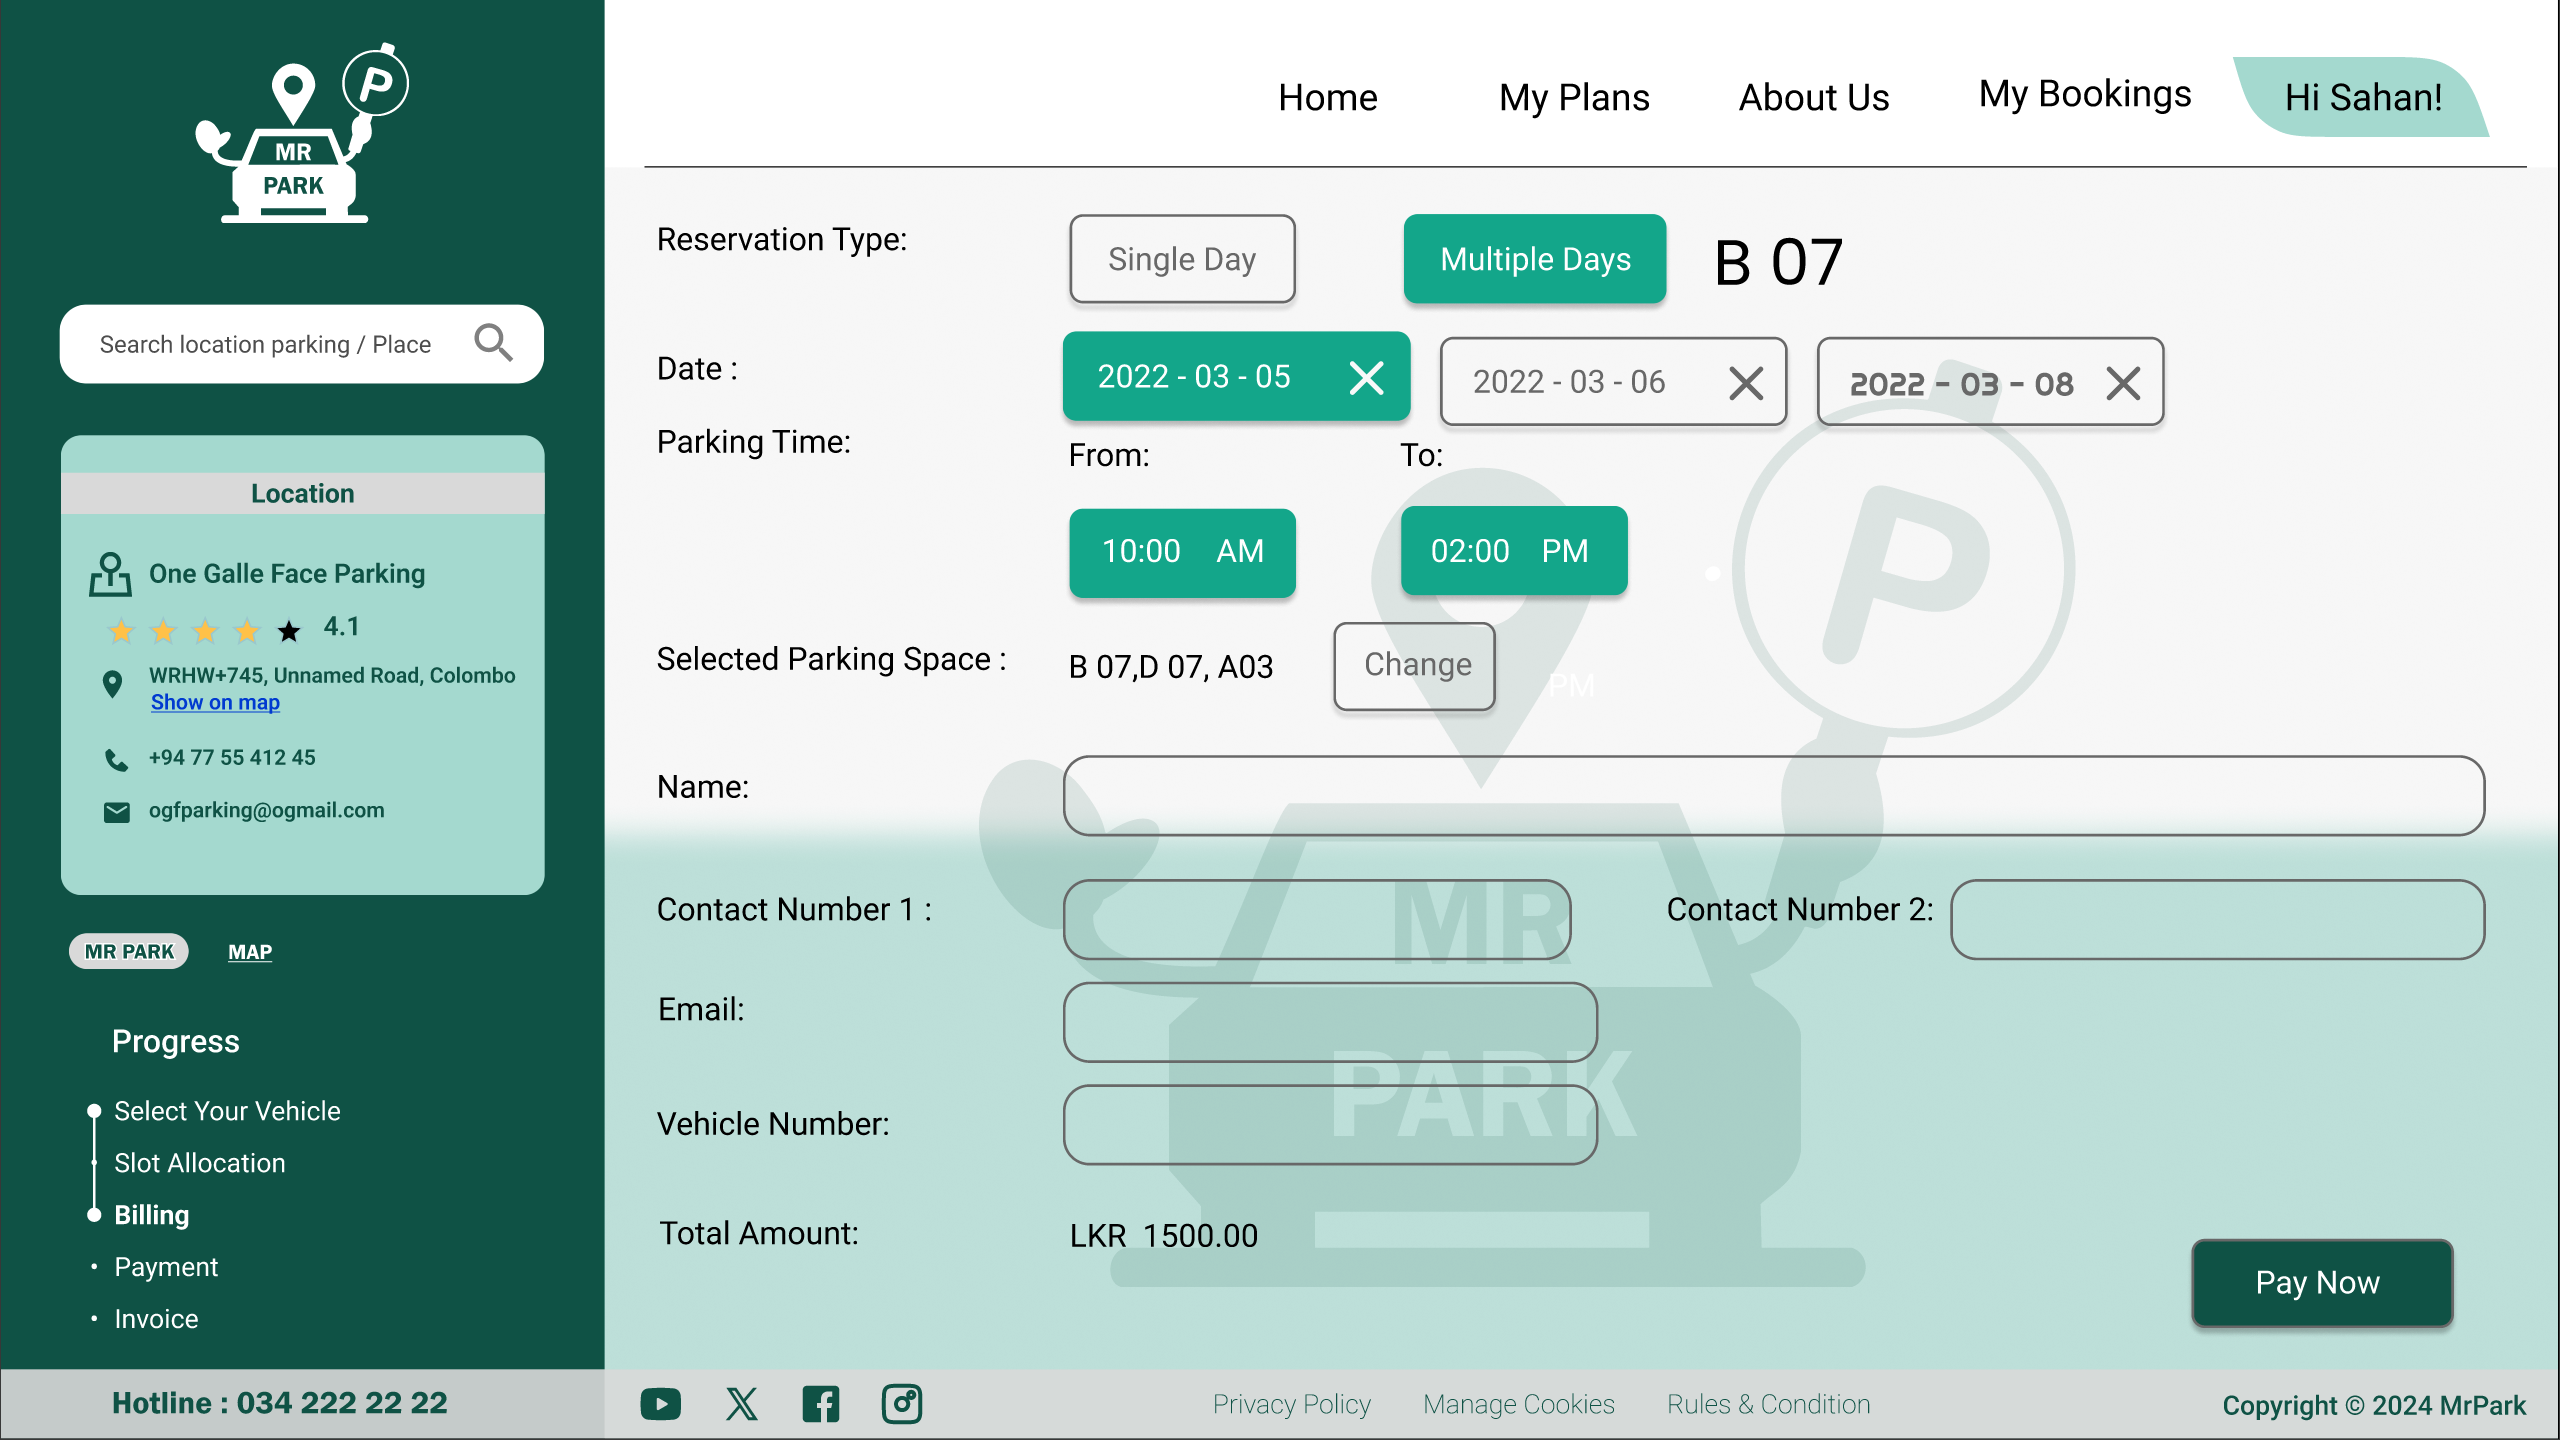 MR
PARK
P
Search location parking / Place
Location
One Galle Face Parking
4.1
WRHW+745, Unnamed Road, Colombo
Show on map
+94 77 55 412 45
ogfparking@ogmail.com
MR PARK MAP
Progress
Select Your Vehicle
Slot Allocation
Billing
Payment
Invoice
Hotline : 034 222 22 22
Home My Plans About Us My Bookings Hi Sahan!
Reservation Type: Single Day Multiple Days B 07
Date : 2022 - 03 - 05 2022 - 03 - 06 2022 - 03 - 08
Parking Time: From: To:
10:00 AM 02:00 PM
P
Selected Parking Space : B 07,D 07, A03 Change PM
Name:
Contact Number 1 : Contact Number 2:
MR
Email:
PARK
Vehicle Number:
Total Amount: LKR 1500.00
Pay Now
Privacy Policy Manage Cookies Rules & Condition Copyright © 2024 MrPark